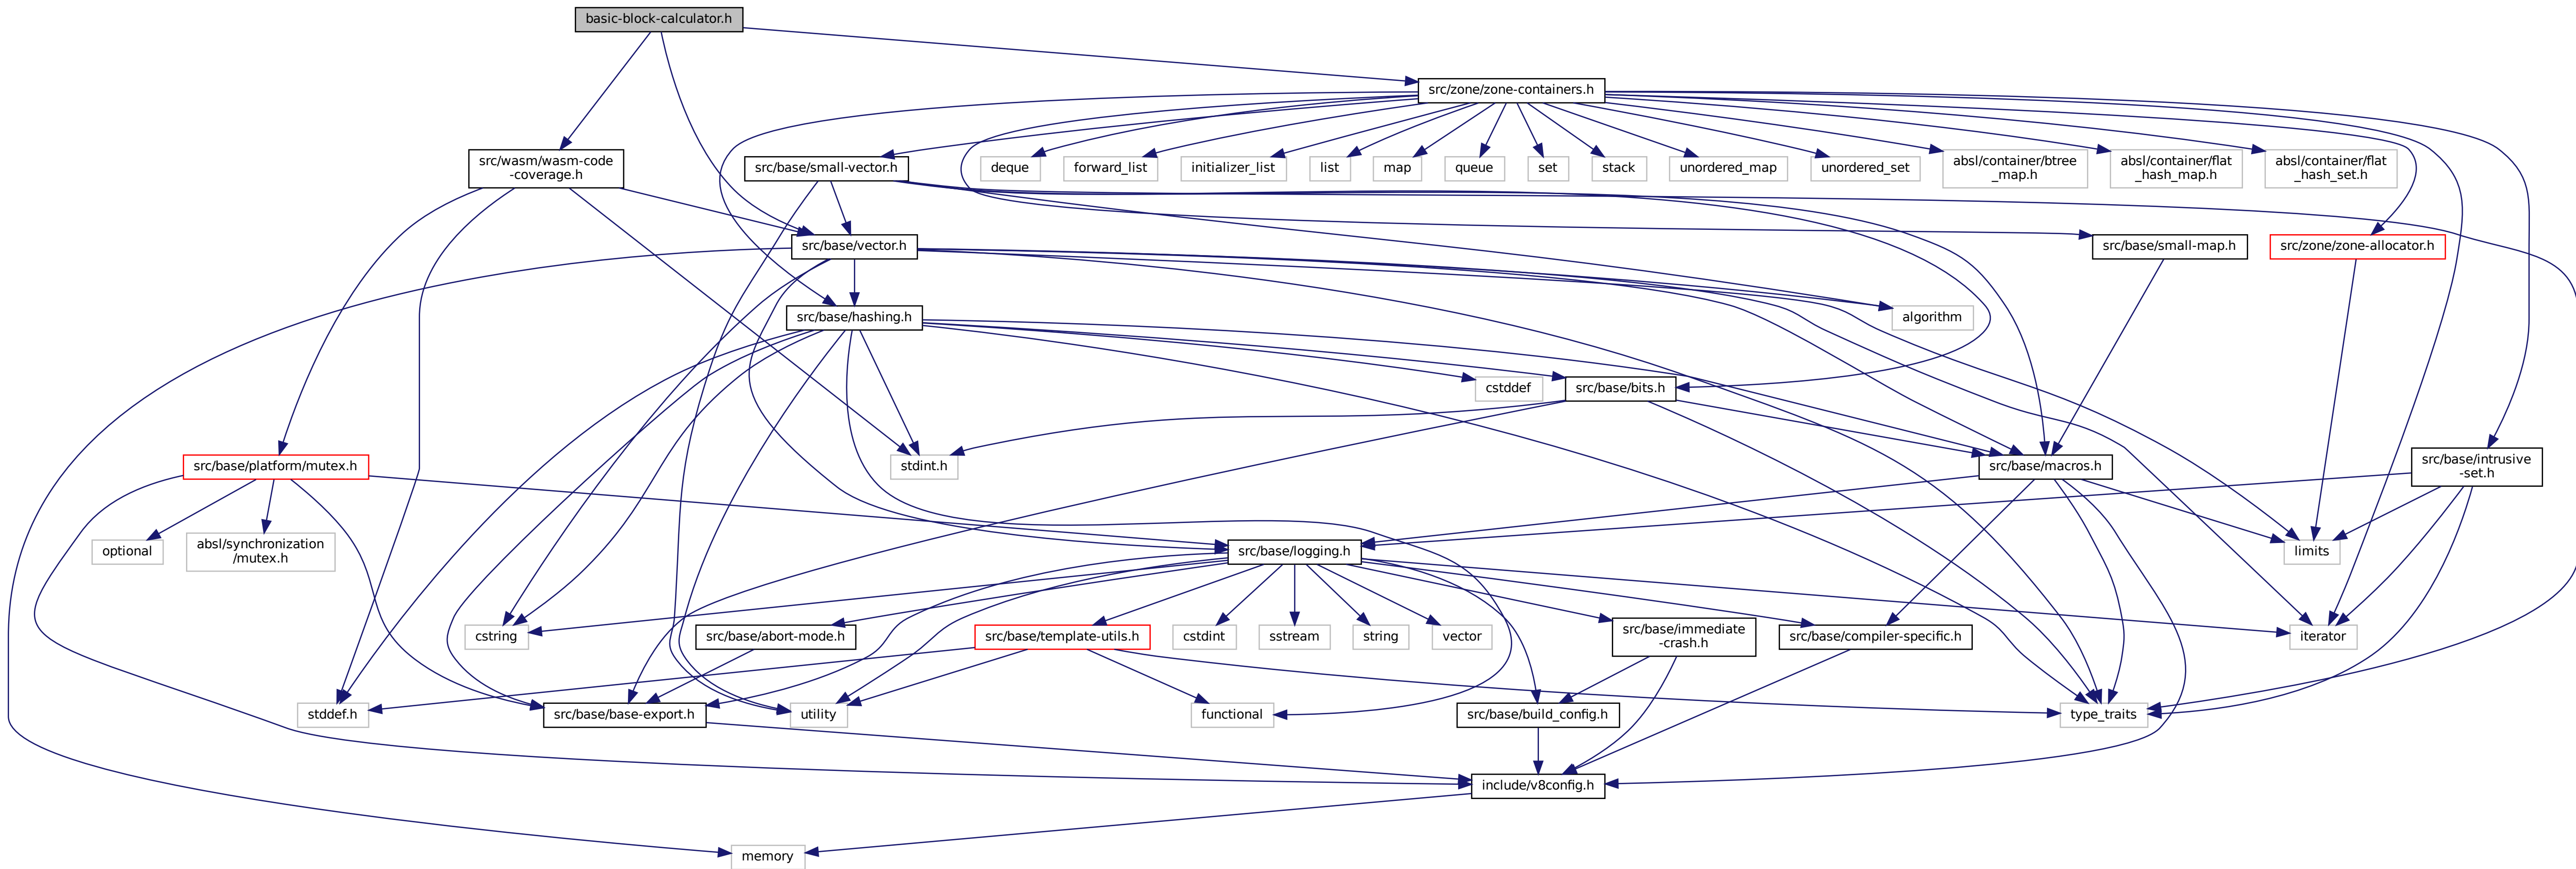 basic-block-calculator.h
src/zone/zone-containers.h
src/wasm/wasm-code
-coverage.h
src/base/small-vector.h
deque
forward_list
initializer_list
list
map
queue
set
stack
unordered_map
unordered_set
absl/container/btree
_map.h
absl/container/flat
_hash_map.h
absl/container/flat
_hash_set.h
src/base/vector.h
src/base/small-map.h
src/zone/zone-allocator.h
src/base/hashing.h
algorithm
cstddef
src/base/bits.h
src/base/platform/mutex.h
stdint.h
src/base/macros.h
src/base/intrusive
-set.h
optional
absl/synchronization
/mutex.h
src/base/logging.h
limits
cstring
src/base/abort-mode.h
src/base/template-utils.h
cstdint
sstream
string
vector
src/base/immediate
-crash.h
src/base/compiler-specific.h
iterator
stddef.h
src/base/base-export.h
utility
functional
src/base/build_config.h
type_traits
include/v8config.h
memory